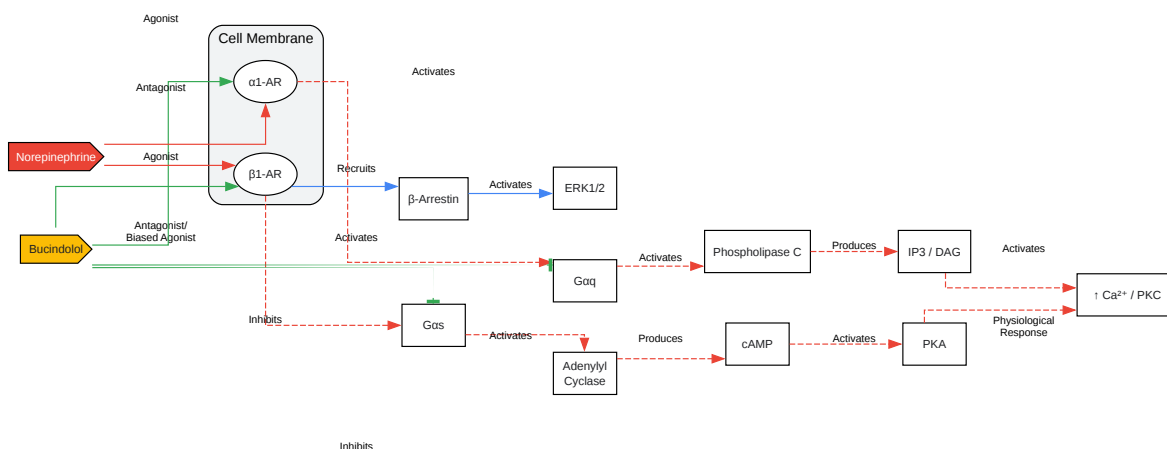 Agonist
Cell Membrane
α1-AR
Activates
Antagonist
Norepinephrine
Agonist
β1-AR
Recruits
β-Arrestin
Activates
ERK1/2
Bucindolol
Antagonist/
Biased Agonist
Activates
Gαq
Activates
Phospholipase C
Produces
IP3 / DAG
Activates
↑ Ca²⁺ / PKC
Inhibits
Gαs
Activates
Adenylyl
Cyclase
Produces
cAMP
Activates
PKA
Physiological
Response
Inhibits